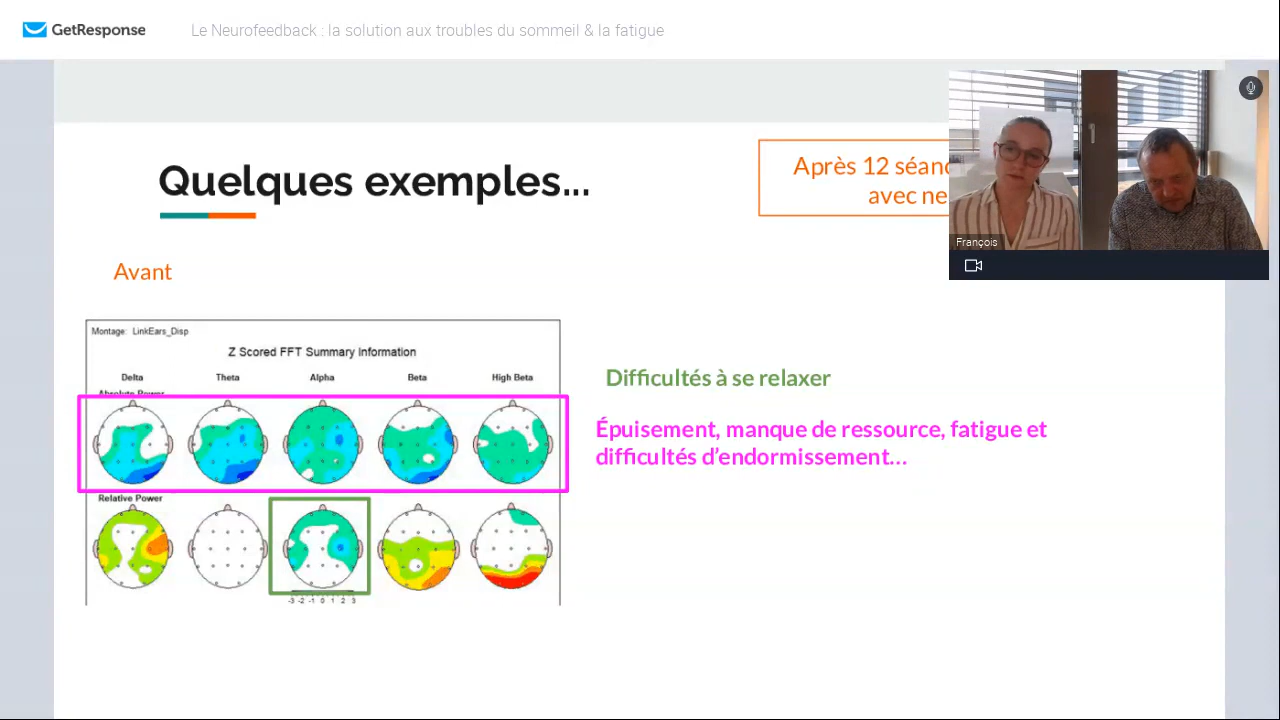 GetResponse
Le Neurofeedback : la solution aux troubles du sommeil & la fatigue
Quelques exemples...
Après 12
avec
François
Avant
Montage: LinkEars_Disp
Z Scored FFT Summary Information
Delta Theta Alpha Beta High Beta
Absolute Power
Relative Power
-3 -2 -1 0 1 2 3
Difficultés à se relaxer
Épuisement, manque de ressource, fatigue et
difficultés d'endormissement...